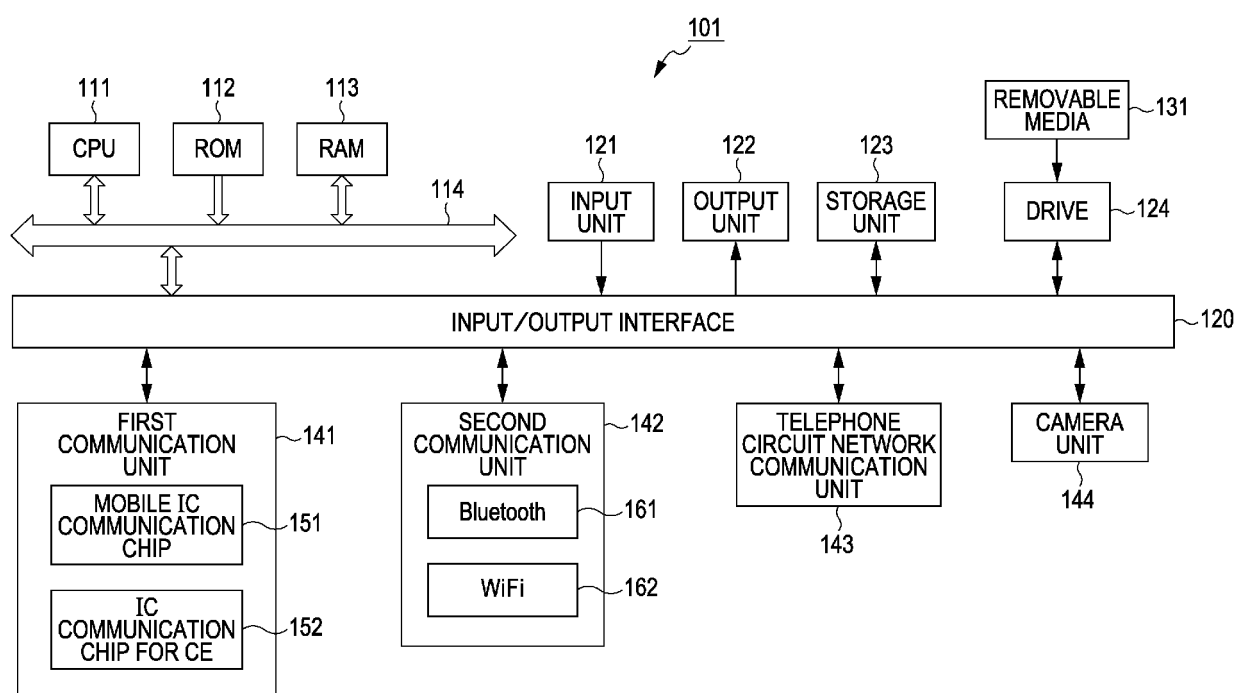 101
111
112
113
CPU
ROM
RAM
114
121
122
123
REMOVABLE
MEDIA
131
INPUT
UNIT
OUTPUT
UNIT
STORAGE
UNIT
DRIVE
124
INPUT/OUTPUT INTERFACE
120
FIRST
COMMUNICATION
UNIT
141
MOBILE IC
COMMUNICATION
CHIP
151
IC
COMMUNICATION
CHIP FOR CE
152
SECOND
COMMUNICATION
UNIT
142
Bluetooth
161
WiFi
162
TELEPHONE
CIRCUIT NETWORK
COMMUNICATION
UNIT
143
CAMERA
UNIT
144